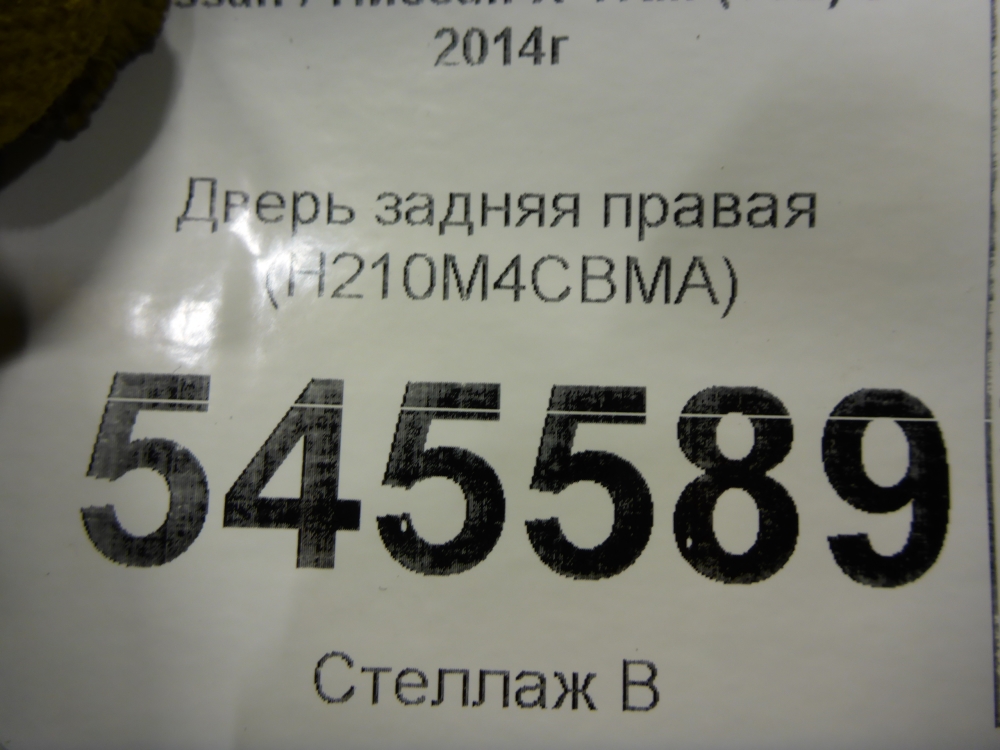 2014г
Дверь задняя правая
(H210M4CBMA)
545589
Стеллаж В